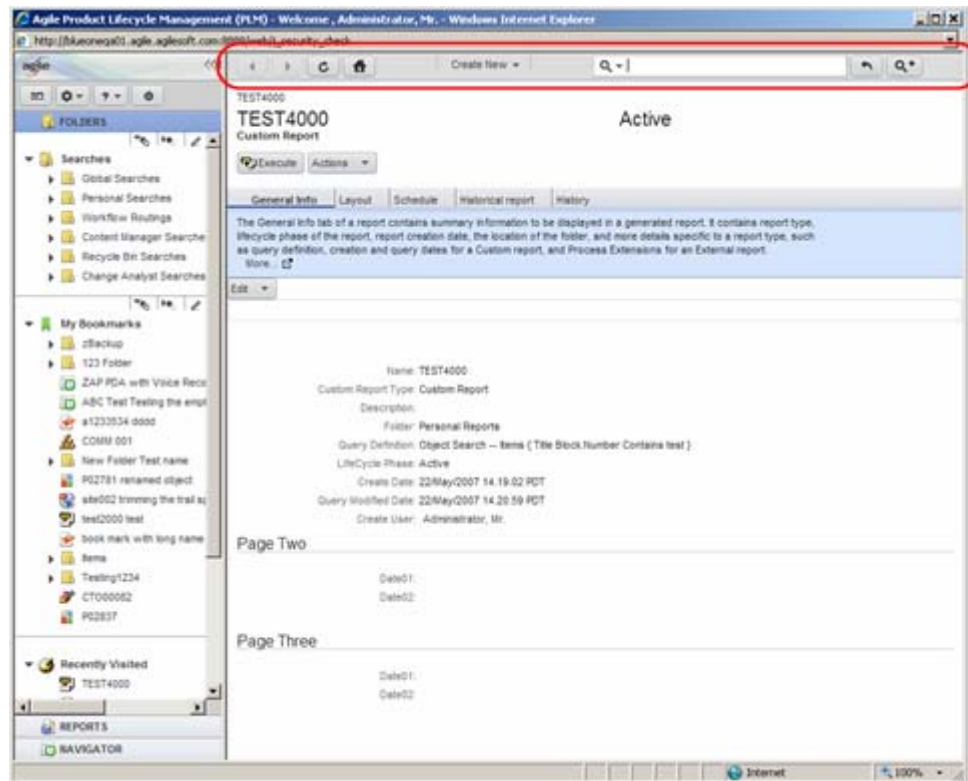 Agile Product Lifecycle Management (PLM) - Welcome , Administrator, Mr. - Windows Internet Explorer
agile
Create New
FOLDERS
Searches
Global Searches
Personal Searches
Workflow Routings
Content Manager Searche
Recycle Bin Searches
Change Analyst Searches
My Bookmarks
zBackup
123 Folder
ZAP PDA with Voice Reco
ABC Test Testing the empl
a1233534 dddd
COMM 001
New Folder Test name
P02781 renamed object
site002 trimming the trail sp
test2000 test
book mark with long name
Items
Testing1234
CTO00062
P02837
Recently Visited
TEST4000
REPORTS
NAVIGATOR
TEST4000
TEST4000
Active
Custom Report
Execute Actions
General Info Layout Schedule Historical report History
The General Info tab of a report contains summary information to be displayed in a generated report. It contains report type,
lifecycle phase of the report, report creation date, the location of the folder, and more details specific to a report type, such
as query definition, creation and query dates for a Custom report, and Process Extensions for an External report.
More...
Edit
Name: TEST4000
Custom Report Type: Custom Report
Description:
Folder: Personal Reports
Query Definition: Object Search -- Items { Title Block.Number Contains test }
LifeCycle Phase: Active
Create Date: 22/May/2007 14.19.02 PDT
Query Modified Date: 22/May/2007 14.20.59 PDT
Create User: Administrator, Mr.
Page Two
Date01:
Date02:
Page Three
Date01:
Date02:
Internet
100%